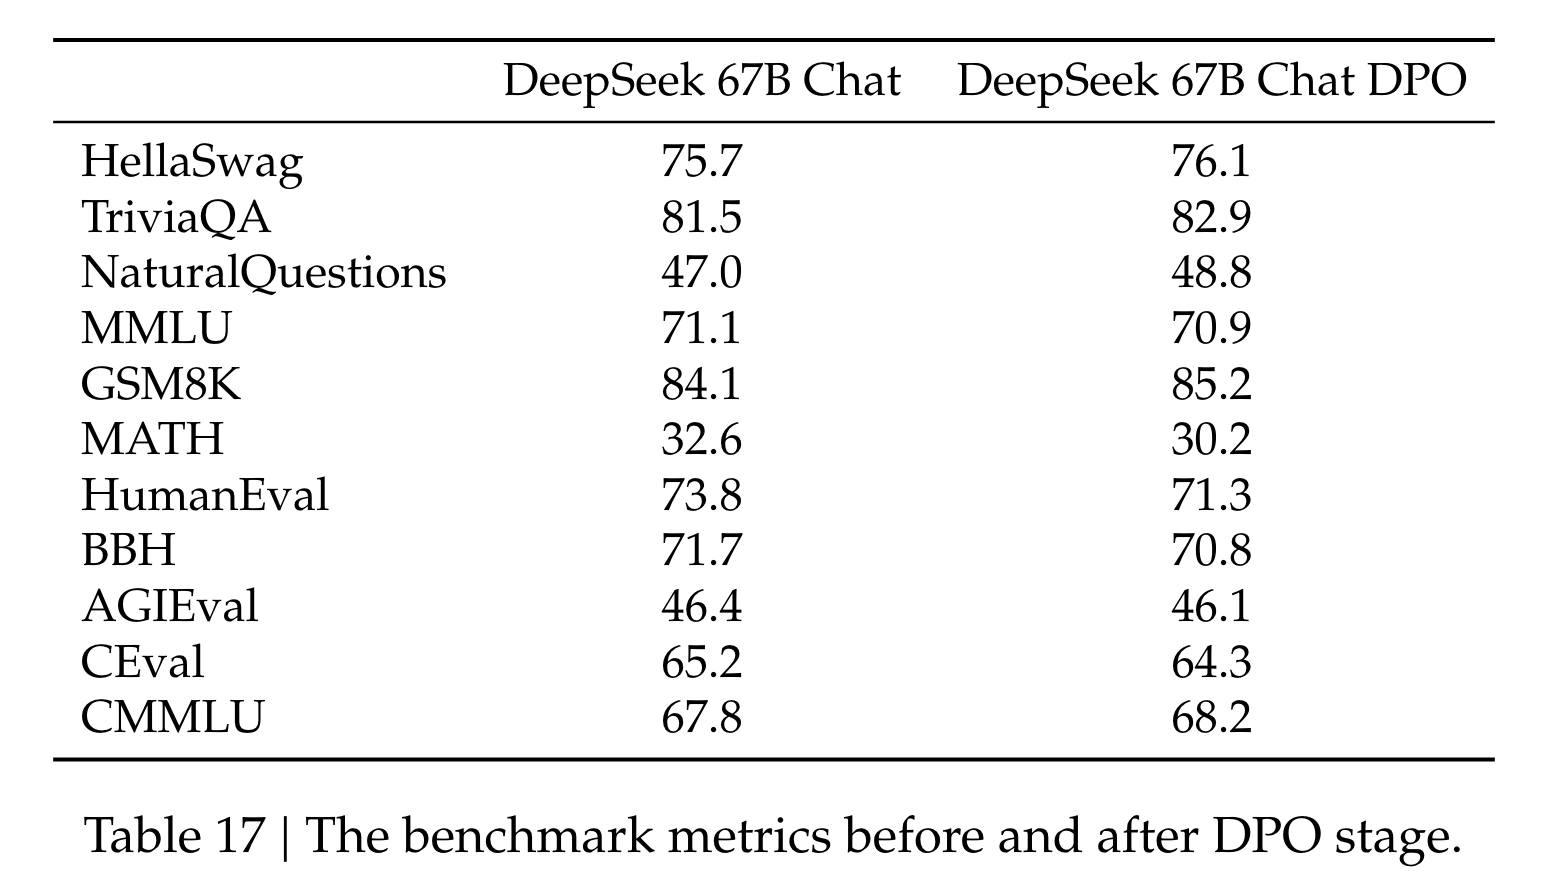 DeepSeek 67B Chat DeepSeek 67B Chat DPO
HellaSwag 75.7 76.1
TriviaQA 81.5 82.9
NaturalQuestions 47.0 48.8
MMLU 71.1 70.9
GSM8K 84.1 85.2
MATH 32.6 30.2
HumanEval 73.8 71.3
BBH 71.7 70.8
AGIEval 46.4 46.1
CEval 65.2 64.3
CMMLU 67.8 68.2
Table 17 | The benchmark metrics before and after DPO stage.